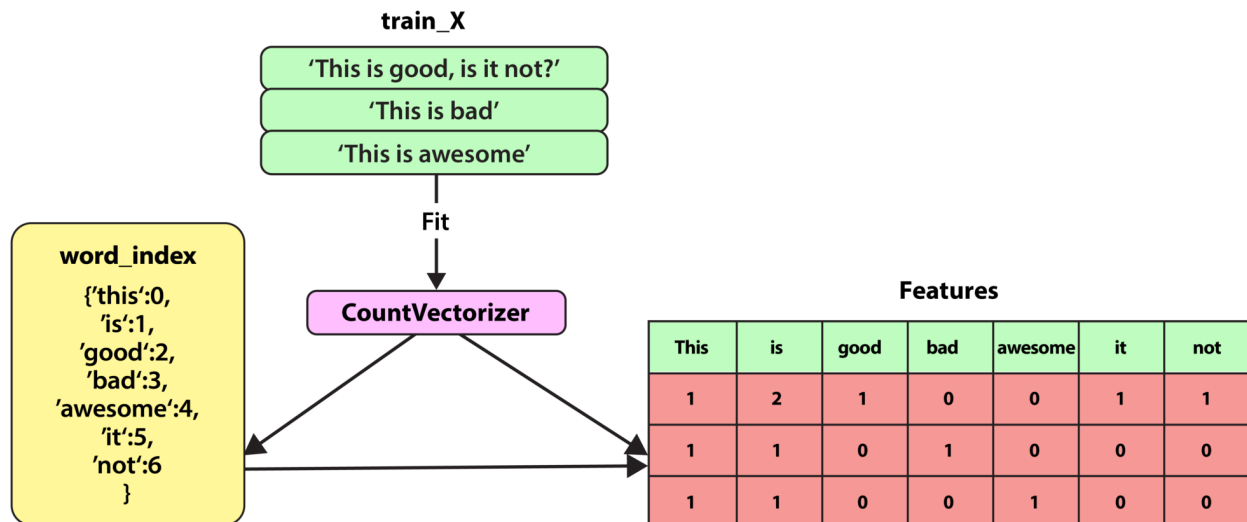 train_X
‘This is good, is it not?’
‘This is bad’
‘This is awesome’
Fit
word_index
{’this‘:0,
’is‘:1,
’good‘:2,
’bad‘:3,
’awesome‘:4,
’it‘:5,
’not‘:6
}
CountVectorizer
Features
This is good bad awesome it not
1 2 1 0 0 1 1
1 1 0 1 0 0 0
1 1 0 0 1 0 0